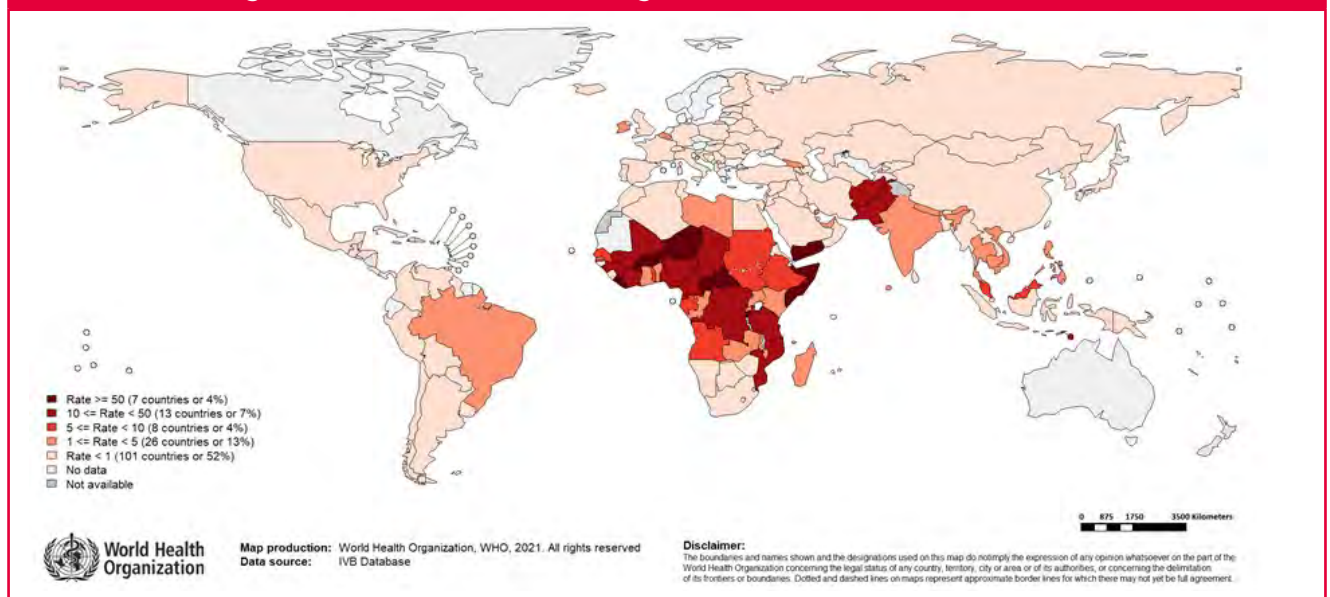 Rate >= 50 (7 countries or 4%)
10 <= Rate < 50 (13 countries or 7%)
5 <= Rate < 10 (8 countries or 4%)
1 <= Rate < 5 (26 countries or 13%)
Rate < 1 (101 countries or 52%)
No data
Not available
0 875 1750 3500 Kilometers
World Health
Organization
Map production: World Health Organization, WHO, 2021. All rights reserved
Data source: IVB Database
Disclaimer:
The boundaries and names shown and the designations used on this map do notimply the expression of any opinion whatsoever on the part of the
World Health Organization concerning the legal status of any country, territory, city or area or of its authorities, or concerning the delimitation
of its frontiers or boundaries. Dotted and dashed lines on maps represent approximate border lines for which there may not yet be full agreement.